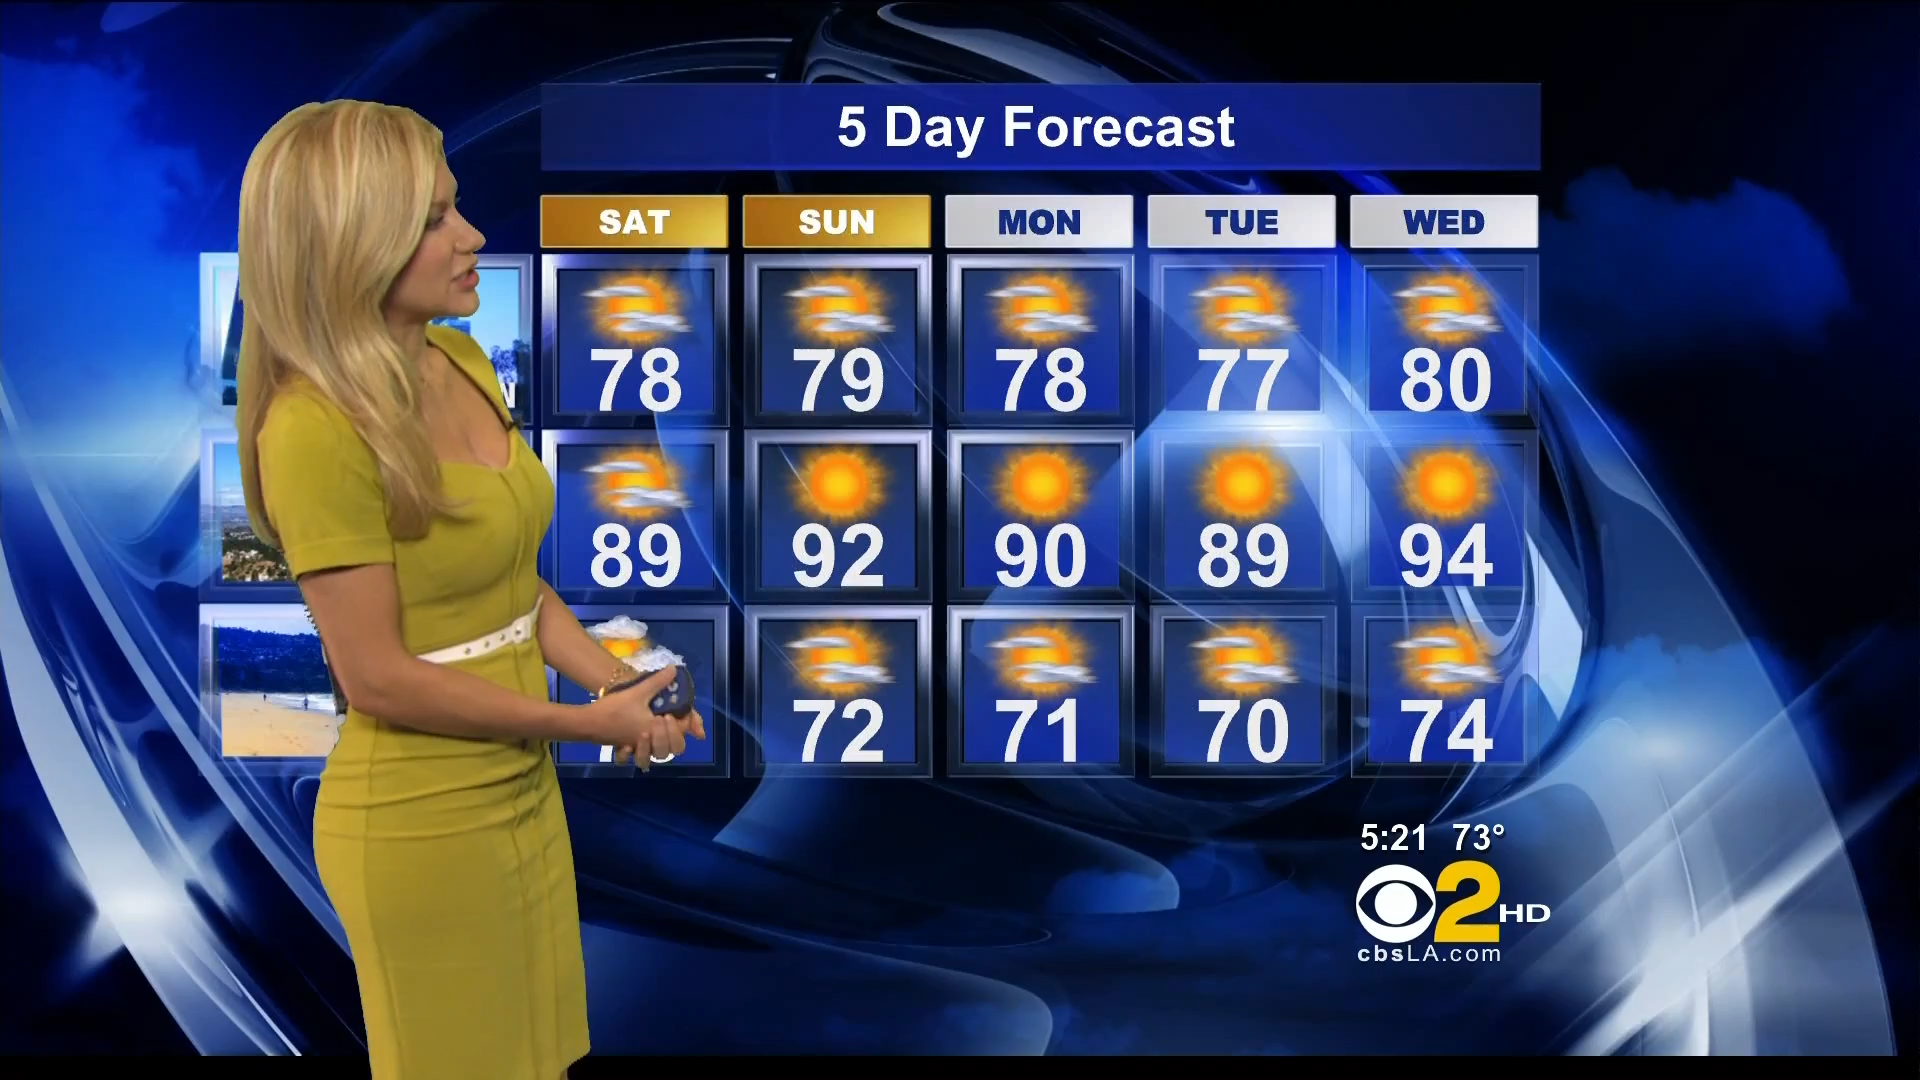 5 Day Forecast
SAT SUN MON TUE WED
78 79 78 77 80
89 92 90 89 94
72 71 70 74
5:21 73°
2 HD
cbsLA.com